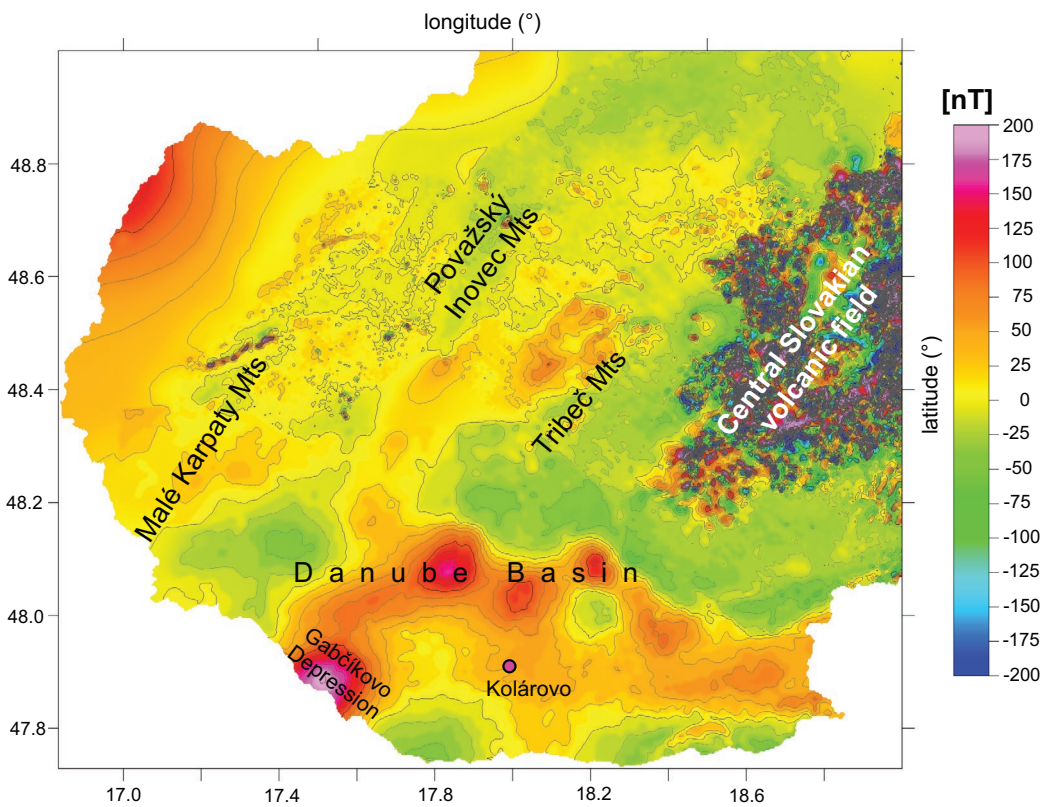 longitude (°)
[nT]
200
175
150
125
100
75
50
25
0
-25
-50
-75
-100
-125
-150
-175
-200
48.8
48.6
48.4
48.2
48.0
47.8
latitude (°)
Považský
Inovec Mts
Central Slovakian
volcanic field
Malé Karpaty Mts
Tribeč Mts
Danube Basin
Gabčíkovo
Depression
Kolárovo
17.0
17.4
17.8
18.2
18.6